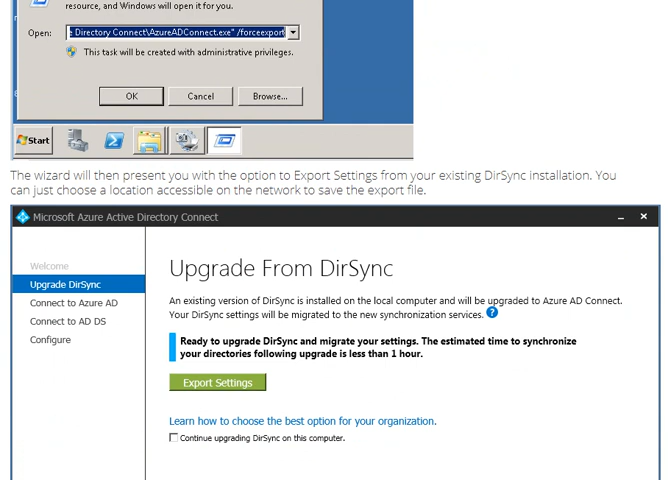 resource, and Windows will open it for you.
Open: e Directory Connect\AzureADConnect.exe" /forceexport
This task will be created with administrative privileges.
OK Cancel Browse...
Start
The wizard will then present you with the option to Export Settings from your existing DirSync installation. You
can just choose a location accessible on the network to save the export file.
Microsoft Azure Active Directory Connect
Welcome
Upgrade DirSync
Connect to Azure AD
Connect to AD DS
Configure
Upgrade From DirSync
An existing version of DirSync is installed on the local computer and will be upgraded to Azure AD Connect.
Your DirSync settings will be migrated to the new synchronization services. ?
Ready to upgrade DirSync and migrate your settings. The estimated time to synchronize
your directories following upgrade is less than 1 hour.
Export Settings
Learn how to choose the best option for your organization.
Continue upgrading DirSync on this computer.